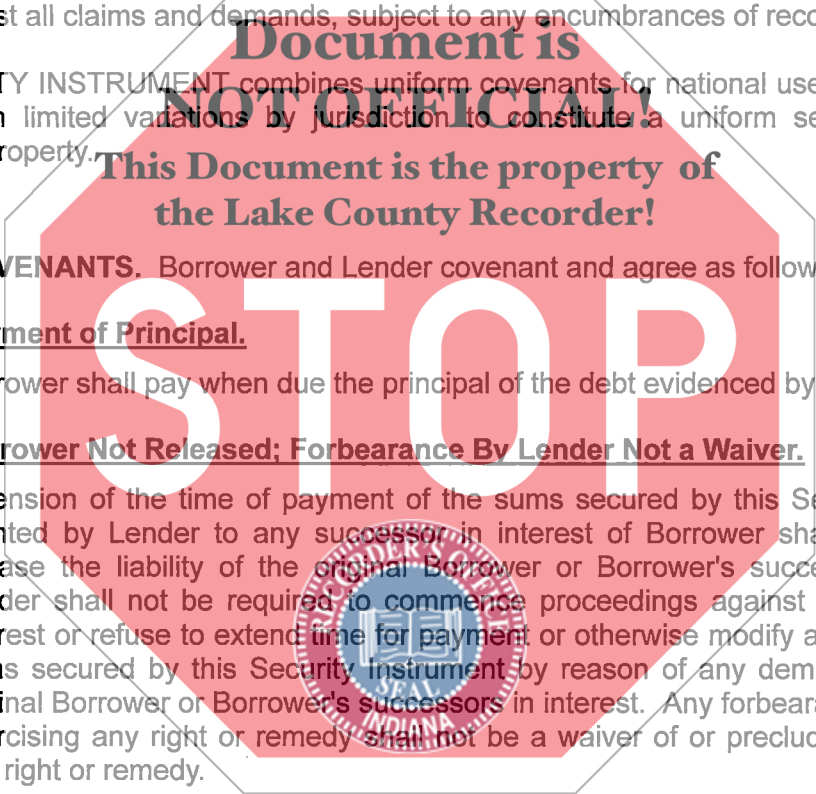 st all claims and demands, subject to any encumbrances of reco
Document is
TY INSTRUMENT combines uniform covenants for national use
NOT OFFICIAL!
n limited variations by jurisdiction to constitute a uniform se
roperty.
This Document is the property of
the Lake County Recorder!
VENANTS. Borrower and Lender covenant and agree as follow
ment of Principal.
STOP
rower shall pay when due the principal of the debt evidenced by
rower Not Released; Forbearance By Lender Not a Waiver.
ension of the time of payment of the sums secured by this Se
nted by Lender to any successor in interest of Borrower sha
ase the liability of the original Borrower or Borrower's succe
der shall not be required to commence proceedings against
rest or refuse to extend time for payment or otherwise modify a
s secured by this Security Instrument by reason of any dem
inal Borrower or Borrower's successors in interest. Any forbear
rcising any right or remedy shall not be a waiver of or preclud
right or remedy.
RECORDER'S OFFICE
SEAL
INDIANA